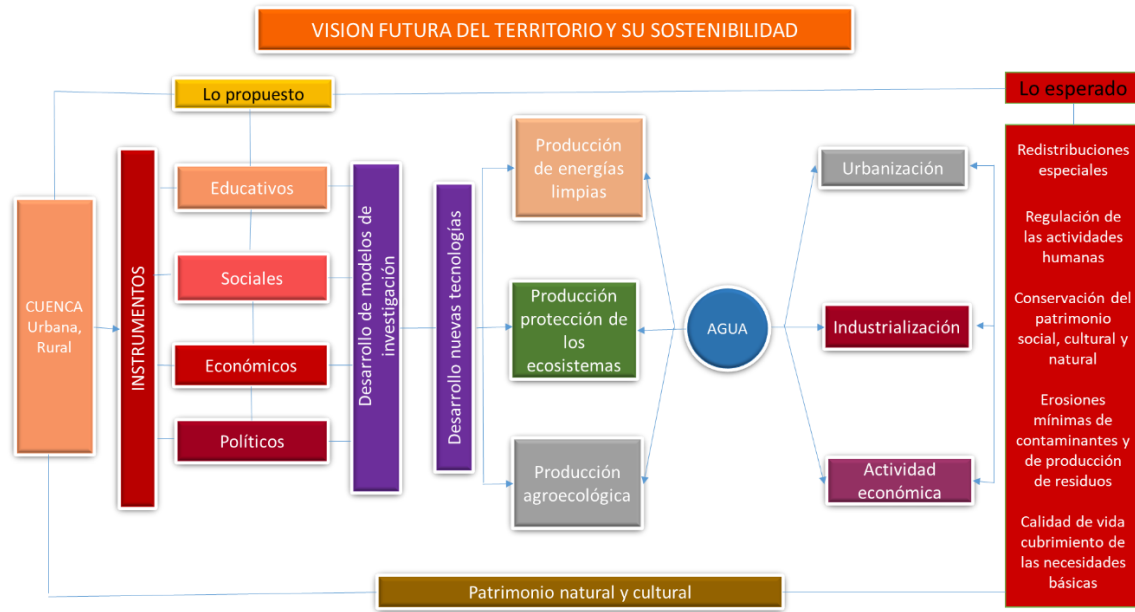 VISION FUTURA DEL TERRITORIO Y SU SOSTENIBILIDAD
Lo propuesto
Lo esperado
CUENCA
Urbana,
Rural
INSTRUMENTOS
Educativos
Sociales
Económicos
Políticos
Desarrollo de modelos de
investigación
Desarrollo nuevas tecnologías
Producción
de energías
limpias
Producción
protección de
los
ecosistemas
Producción
agroecológica
AGUA
Urbanización
Industrialización
Actividad
económica
Redistribuciones
especiales
Regulación de
las actividades
humanas
Conservación del
patrimonio
social, cultural y
natural
Erosiones
mínimas de
contaminantes y
de producción de
residuos
Calidad de vida
cubrimiento de
las necesidades
básicas
Patrimonio natural y cultural